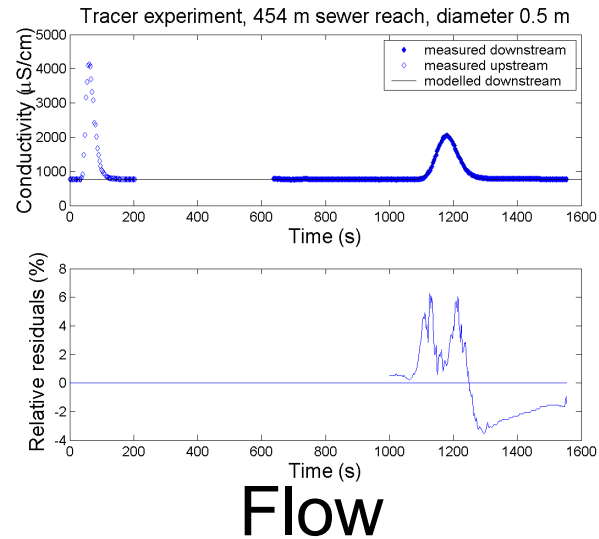 Tracer experiment, 454 m sewer reach, diameter 0.5 m
Conductivity (μS/cm)
5000
4000
3000
2000
1000
0
measured downstream
measured upstream
modelled downstream
0 200 400 600 800 1000 1200 1400 1600
Time (s)
Relative residuals (%)
8
6
4
2
0
-2
-4
0 200 400 600 800 1000 1200 1400 1600
Time (s)
Flow